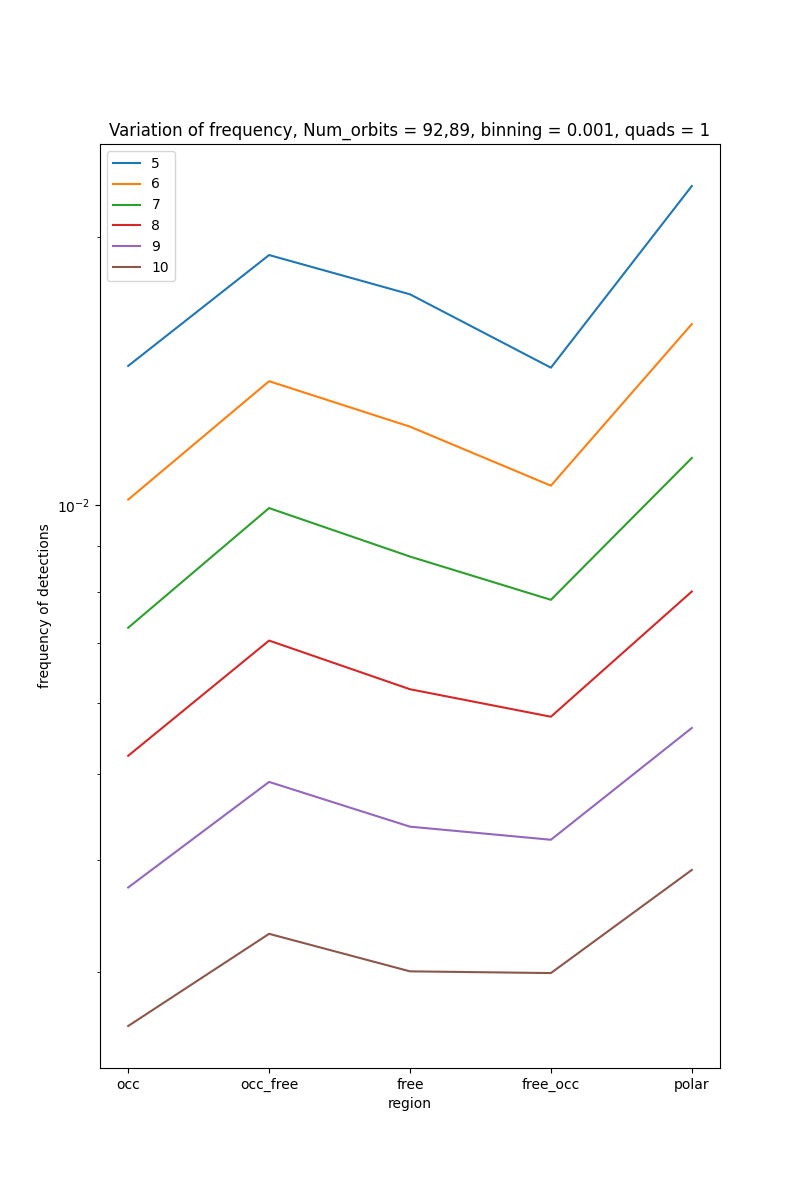 Variation of frequency, Num_orbits = 92,89, binning = 0.001, quads = 1
5
6
7
8
9
10
10⁻²
frequency of detections
occ occ_free free free_occ polar
region